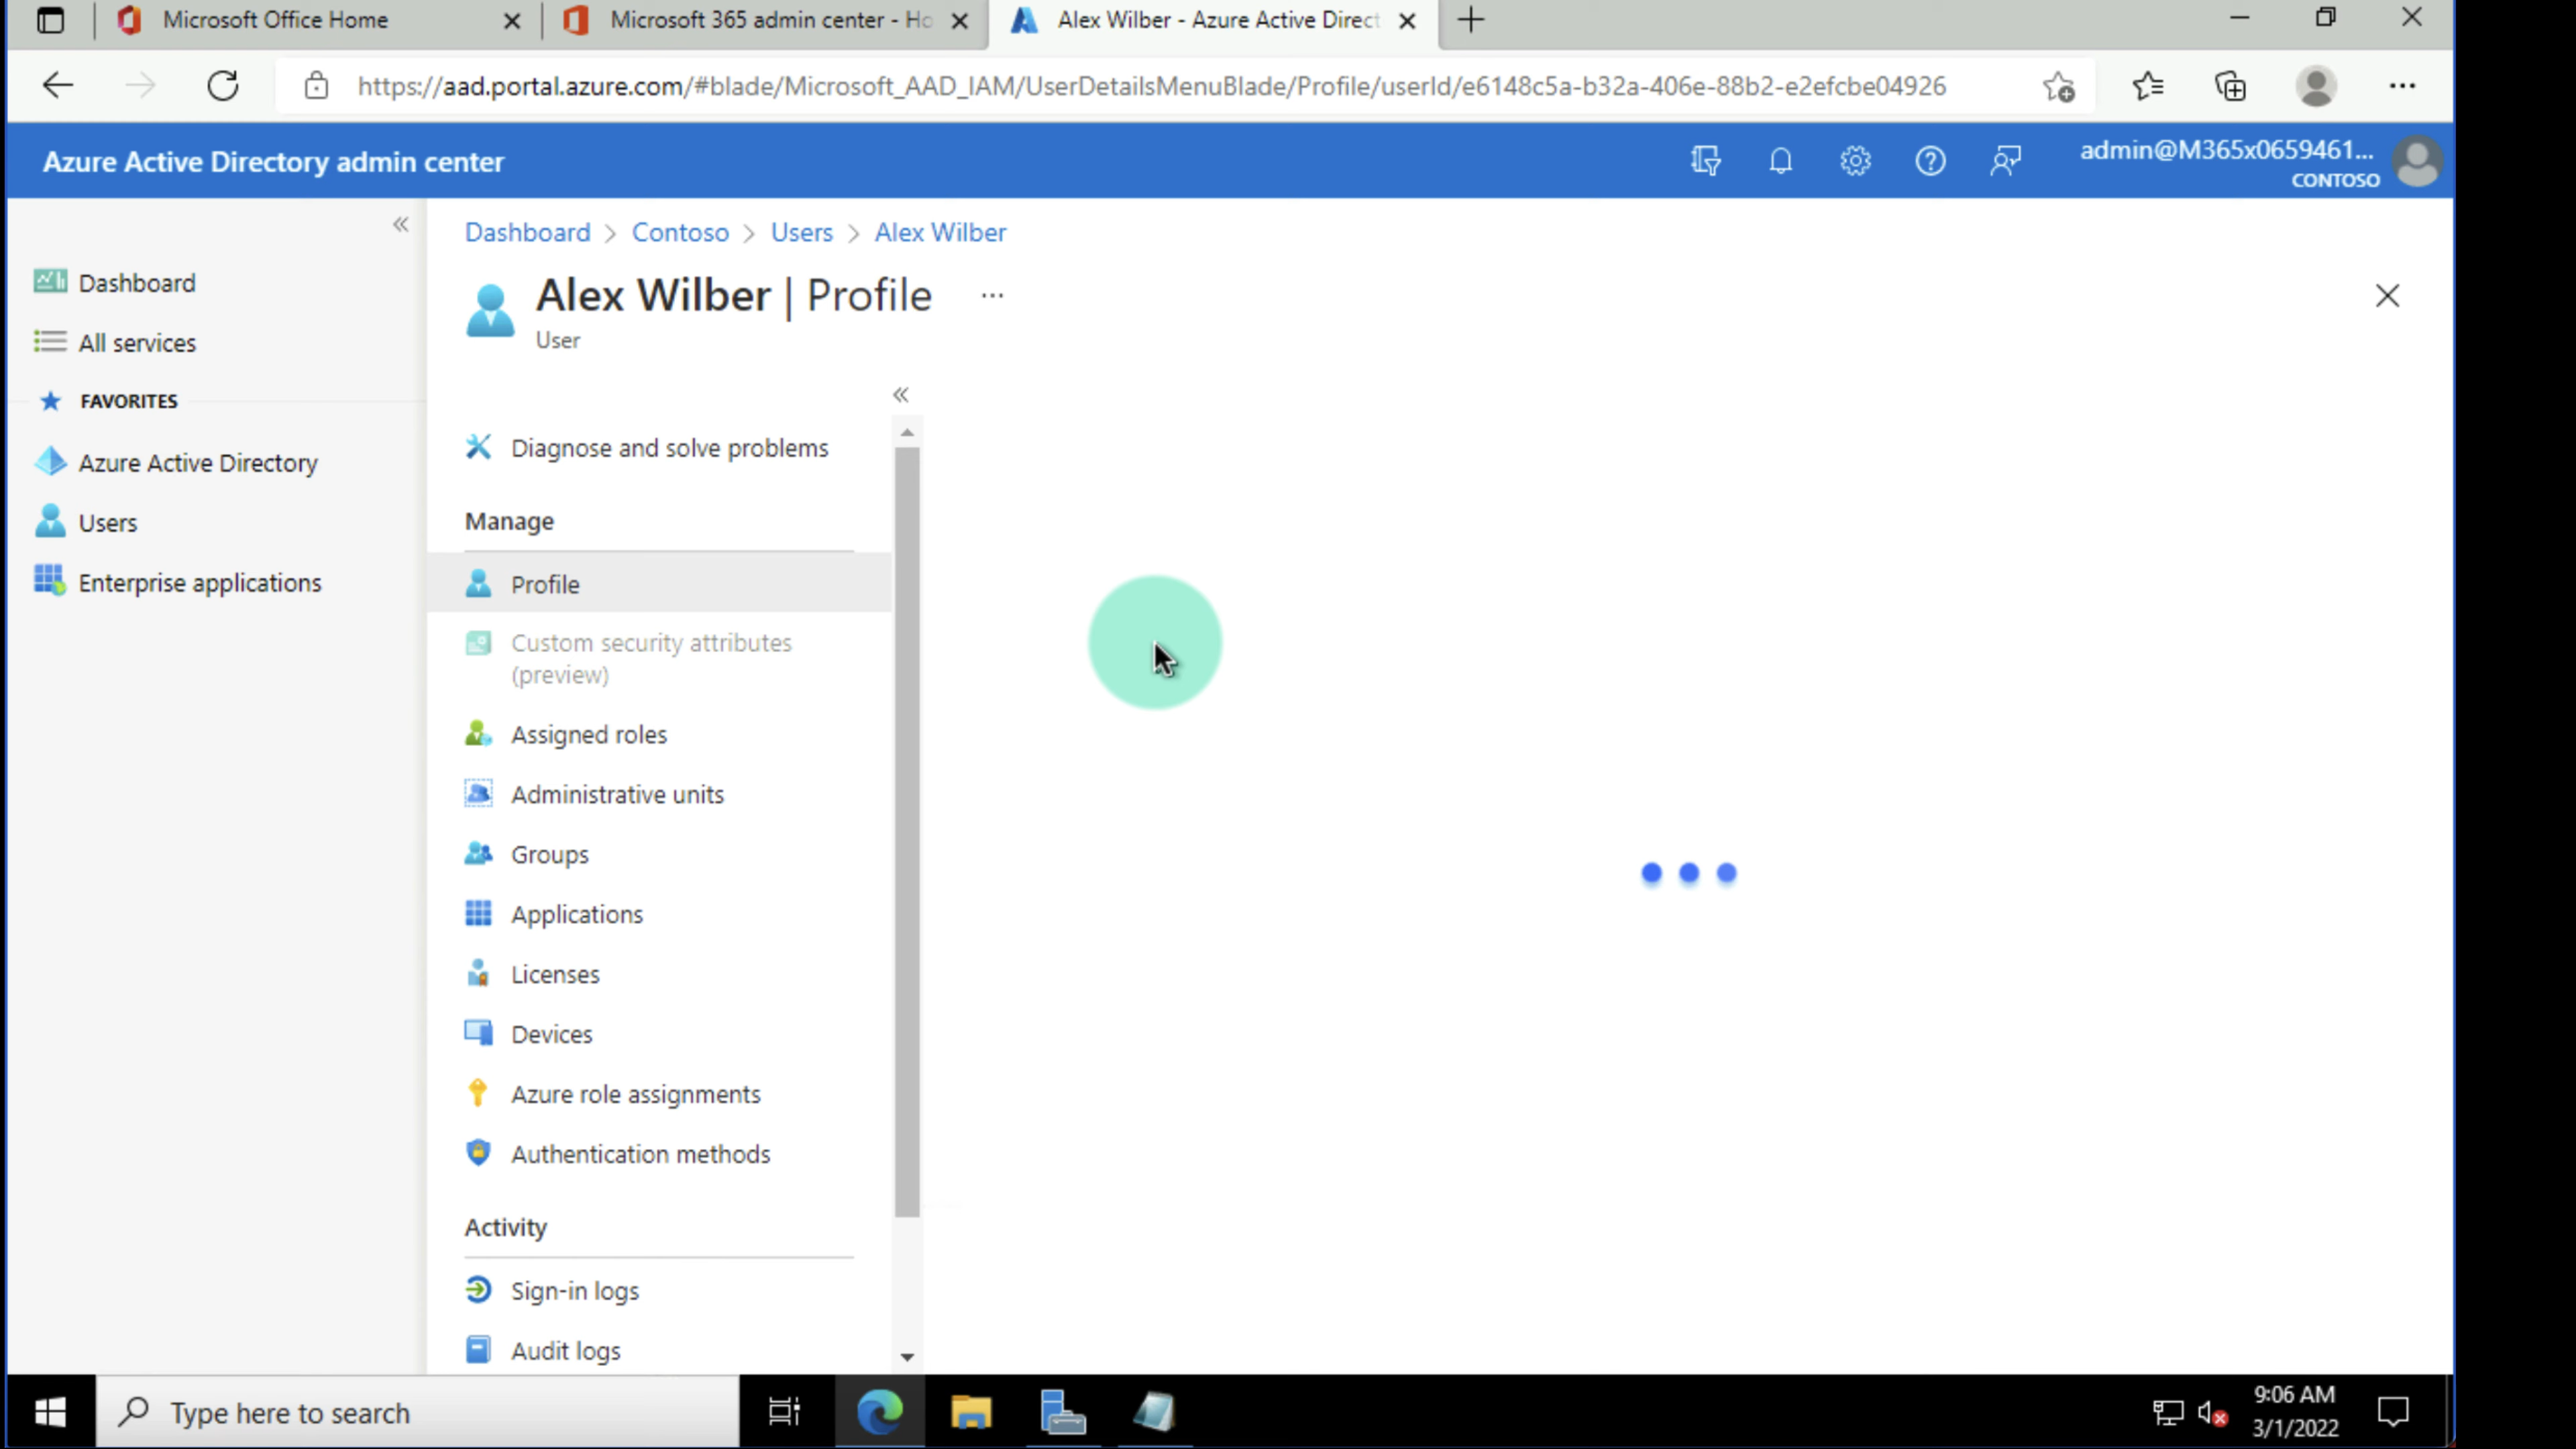 Microsoft Office Home
Microsoft 365 admin center - Ho
Alex Wilber - Azure Active Direct
https://aad.portal.azure.com/#blade/Microsoft_AAD_IAM/UserDetailsMenuBlade/Profile/userId/e6148c5a-b32a-406e-88b2-e2efcbe04926
Azure Active Directory admin center
admin@M365x0659461...
CONTOSO
Dashboard
All services
FAVORITES
Azure Active Directory
Users
Enterprise applications
Dashboard > Contoso > Users > Alex Wilber
Alex Wilber | Profile ...
User
Diagnose and solve problems
Manage
Profile
Custom security attributes
(preview)
Assigned roles
Administrative units
Groups
Applications
Licenses
Devices
Azure role assignments
Authentication methods
Activity
Sign-in logs
Audit logs
Type here to search
9:06 AM
3/1/2022